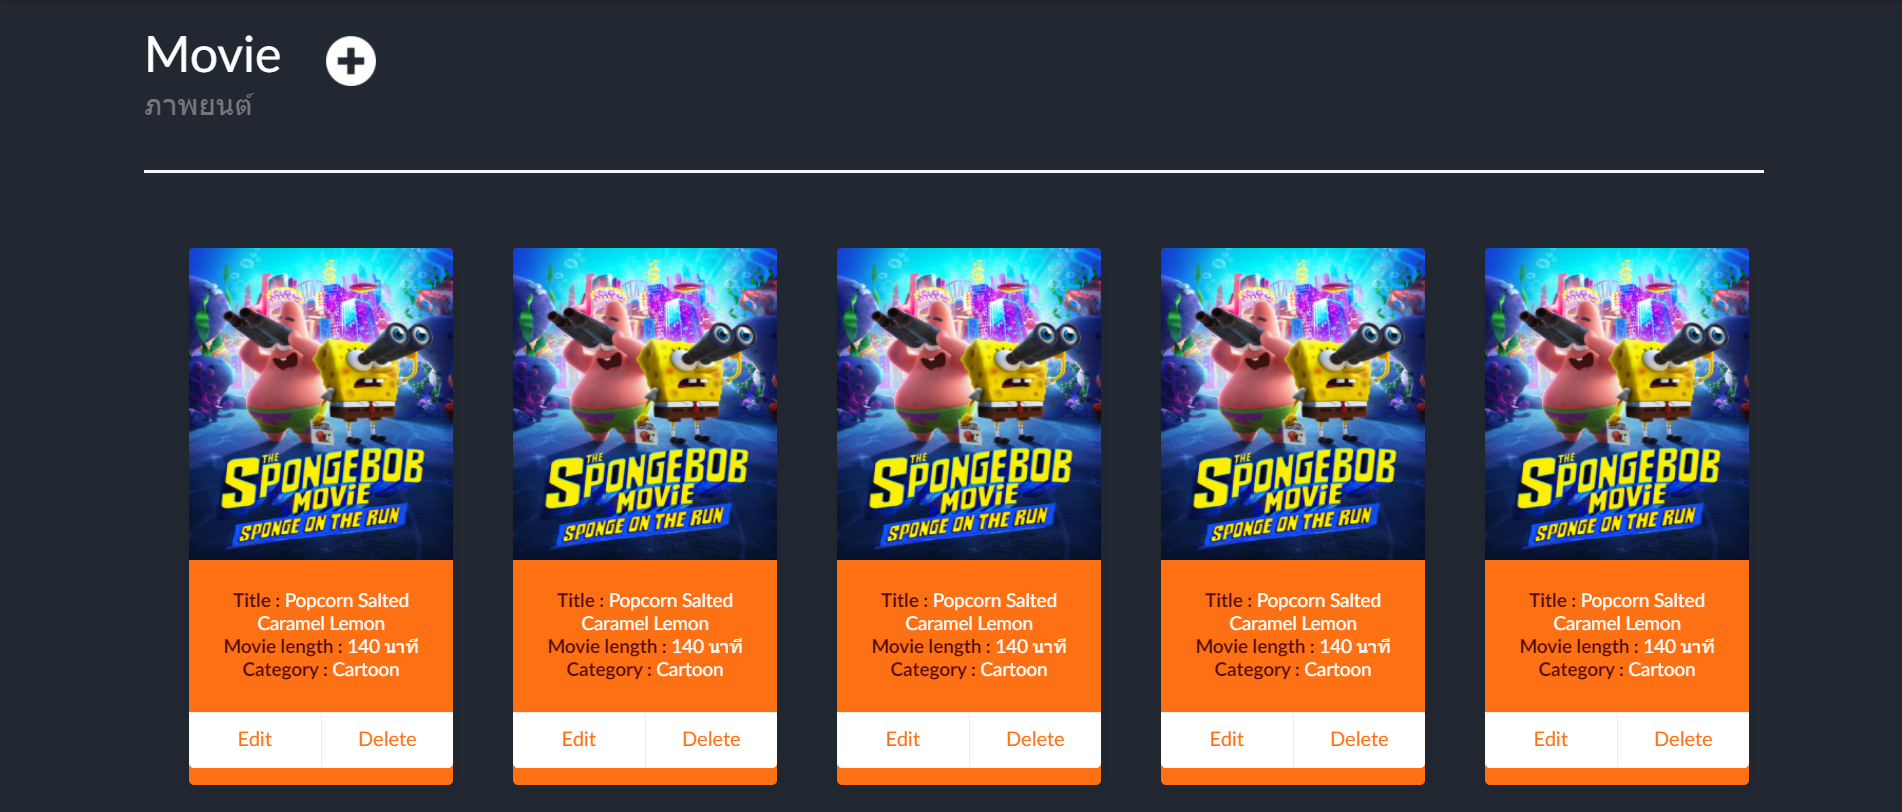 Movie
ภาพยนต์
THE
SPONGEBOB
MOVIE
SPONGE ON THE RUN
Title : Popcorn Salted
Caramel Lemon
Movie length : 140 นาที
Category : Cartoon
Edit Delete
THE
SPONGEBOB
MOVIE
SPONGE ON THE RUN
Title : Popcorn Salted
Caramel Lemon
Movie length : 140 นาที
Category : Cartoon
Edit Delete
THE
SPONGEBOB
MOVIE
SPONGE ON THE RUN
Title : Popcorn Salted
Caramel Lemon
Movie length : 140 นาที
Category : Cartoon
Edit Delete
THE
SPONGEBOB
MOVIE
SPONGE ON THE RUN
Title : Popcorn Salted
Caramel Lemon
Movie length : 140 นาที
Category : Cartoon
Edit Delete
THE
SPONGEBOB
MOVIE
SPONGE ON THE RUN
Title : Popcorn Salted
Caramel Lemon
Movie length : 140 นาที
Category : Cartoon
Edit Delete